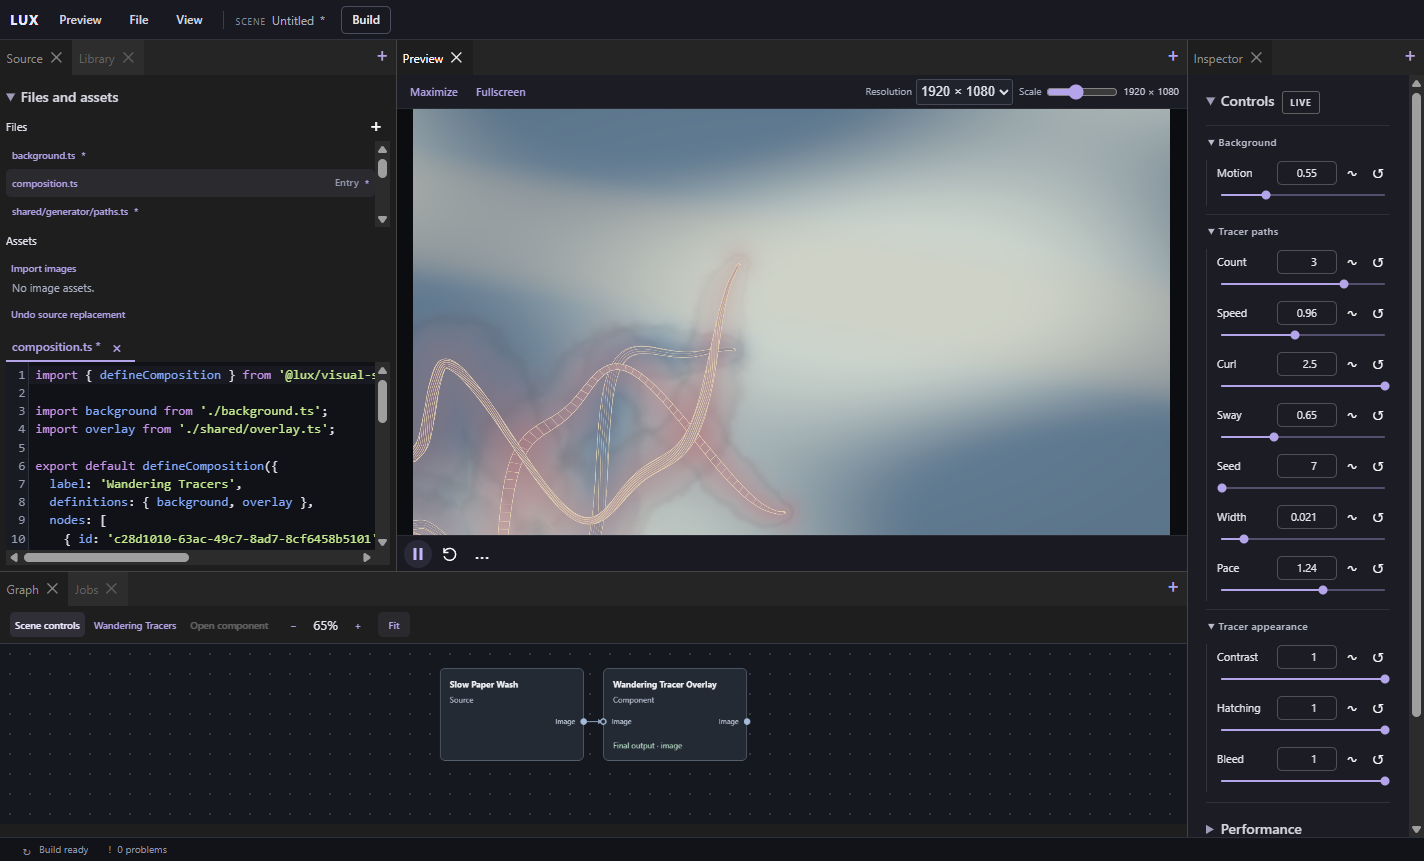 LUX Preview File View SCENE Untitled * Build
Source Library
Files and assets
Files
background.ts *
composition.ts Entry *
shared/generator/paths.ts *
Assets
Import images
No image assets.
Undo source replacement
composition.ts *
1 import { defineComposition } from '@lux/visual-s
2
3 import background from './background.ts';
4 import overlay from './shared/overlay.ts';
5
6 export default defineComposition({
7 label: 'Wandering Tracers',
8 definitions: { background, overlay },
9 nodes: [
10 { id: 'c28d1010-63ac-49c7-8ad7-8cf6458b5101'
Preview
Maximize Fullscreen Resolution 1920 × 1080 Scale 1920 × 1080
...
Graph Jobs
Scene controls Wandering Tracers Open component − 65% + Fit
Slow Paper Wash
Source
Image
Wandering Tracer Overlay
Component
Image Image
Final output · image
Inspector
Controls LIVE
Background
Motion 0.55
Tracer paths
Count 3
Speed 0.96
Curl 2.5
Sway 0.65
Seed 7
Width 0.021
Pace 1.24
Tracer appearance
Contrast 1
Hatching 1
Bleed 1
Performance
Build ready ! 0 problems